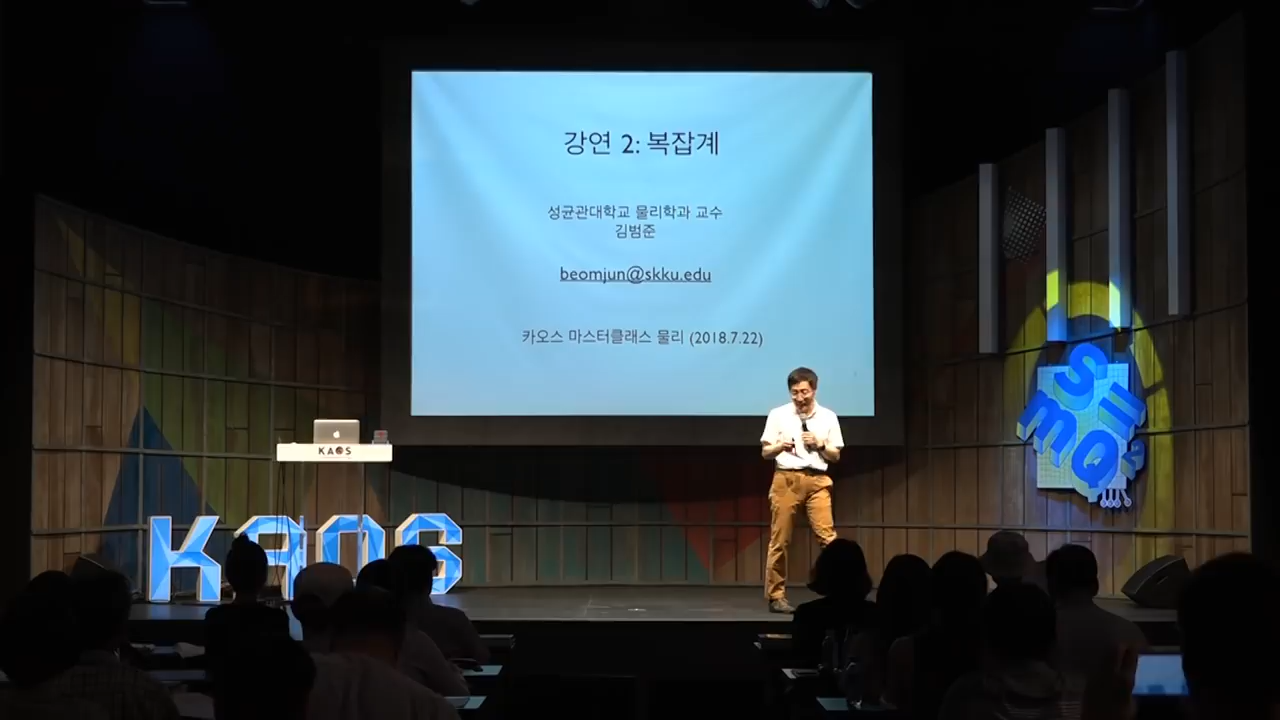 강연 2: 복잡계
성균관대학교 물리학과 교수
김범준
beomjun@skku.edu
카오스 마스터클래스 물리 (2018.7.22)
KAOS
KAOS